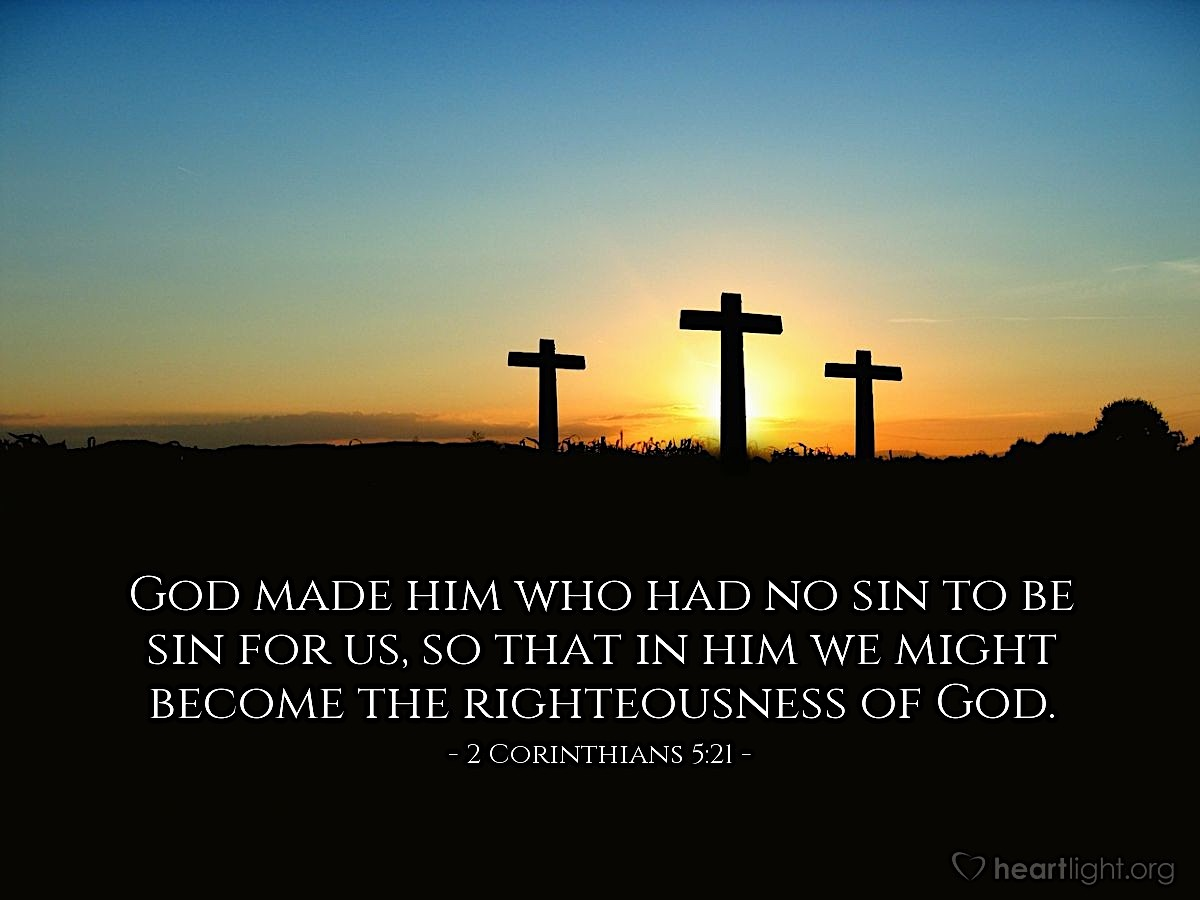 God made him who had no sin to be
sin for us, so that in him we might
become the righteousness of God.
- 2 Corinthians 5:21 -
heartlight.org